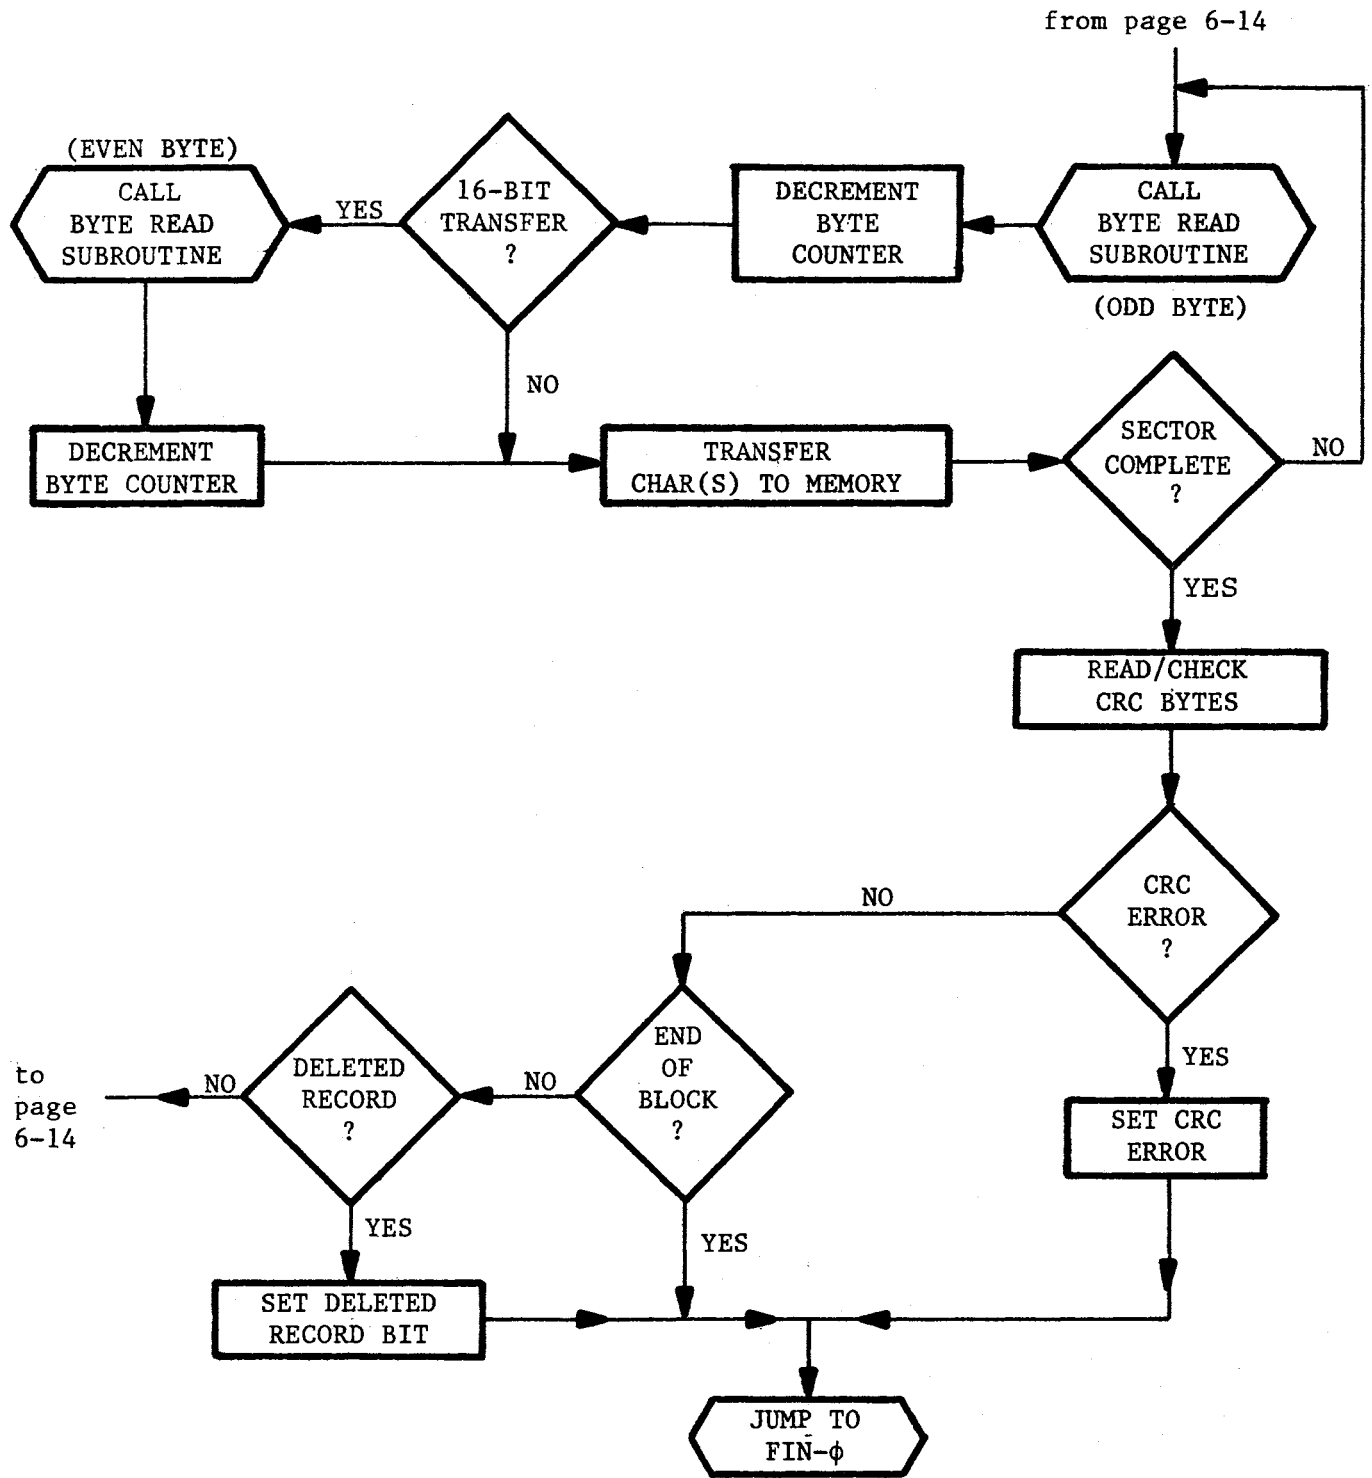 from page 6-14
(EVEN BYTE)
CALL
BYTE READ
SUBROUTINE
YES
16-BIT
TRANSFER
?
DECREMENT
BYTE
COUNTER
CALL
BYTE READ
SUBROUTINE
(ODD BYTE)
NO
DECREMENT
BYTE COUNTER
TRANSFER
CHAR(S) TO MEMORY
SECTOR
COMPLETE
?
NO
YES
READ/CHECK
CRC BYTES
CRC
ERROR
?
NO
YES
SET CRC
ERROR
END
OF
BLOCK
?
NO
YES
DELETED
RECORD
?
NO
to
page
6-14
YES
SET DELETED
RECORD BIT
JUMP TO
FIN-ϕ